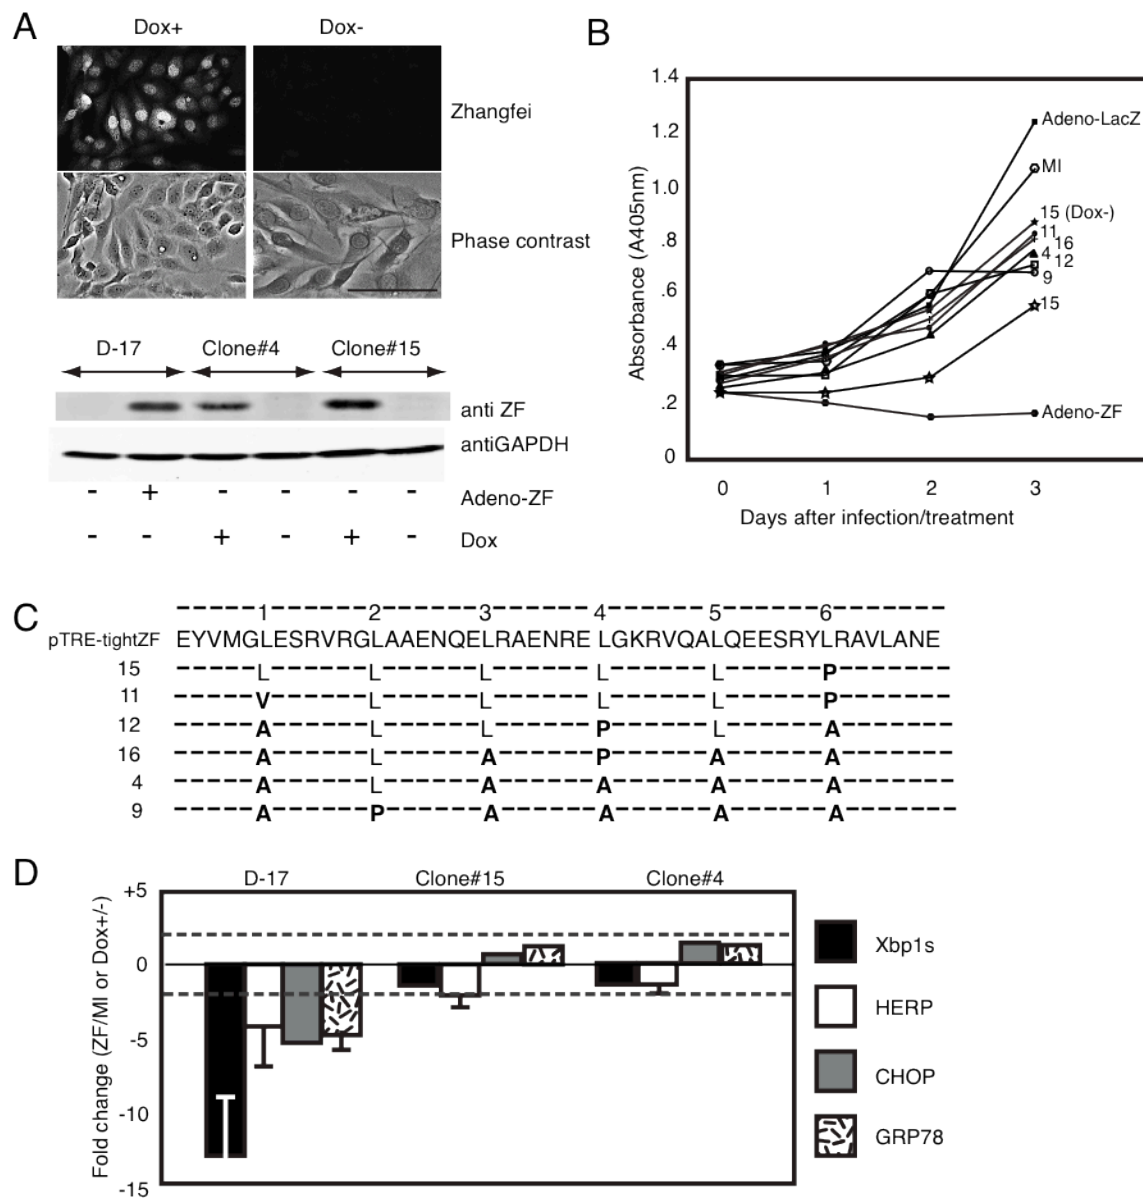 A
Dox+ Dox-
Zhangfei
Phase contrast
D-17 Clone#4 Clone#15
anti ZF
antiGAPDH
- + - - - - Adeno-ZF
- - + - + - Dox
B
1.4
1.2
1.0
.8
.6
.4
.2
0
Absorbance (A405nm)
Adeno-LacZ
MI
15 (Dox-)
11
16
4
12
9
15
Adeno-ZF
0 1 2 3
Days after infection/treatment
C
1 2 3 4 5 6
pTRE-tightZF EYVMGLESRVRGLAAENQELRAENRE LGKRVQALQEESRYLRAVLANE
15 -----L-----L-----L-----L-----L-----P-----
11 -----V-----L-----L-----L-----L-----P-----
12 -----A-----L-----L-----P-----L-----A-----
16 -----A-----L-----A-----P-----A-----A-----
4 -----A-----L-----A-----A-----A-----A-----
9 -----A-----P-----A-----A-----A-----A-----
D
D-17 Clone#15 Clone#4
+5
0
-5
-10
-15
Fold change (ZF/MI or Dox+/-)
Xbp1s
HERP
CHOP
GRP78